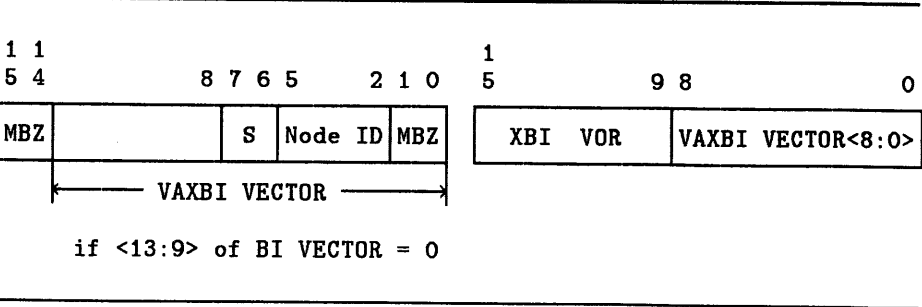 1 1 1
5 4 8 7 6 5 2 1 0 5 9 8 0
MBZ S Node ID MBZ XBI VOR VAXBI VECTOR<8:0>
VAXBI VECTOR
if <13:9> of BI VECTOR = 0